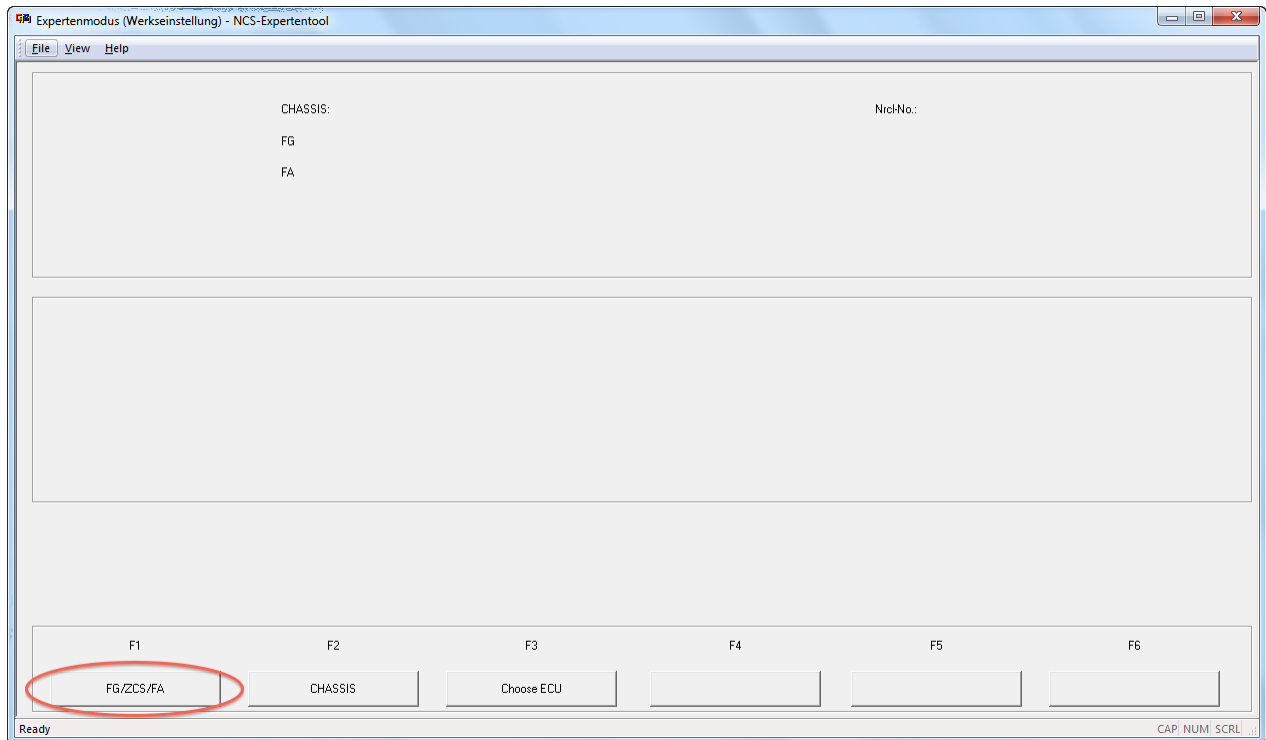 Expertenmodus (Werkseinstellung) - NCS-Expertentool
File View Help
CHASSIS: Nrcl-No.:
FG
FA
F1 F2 F3 F4 F5 F6
FG/ZCS/FA CHASSIS Choose ECU
Ready CAP NUM SCRL